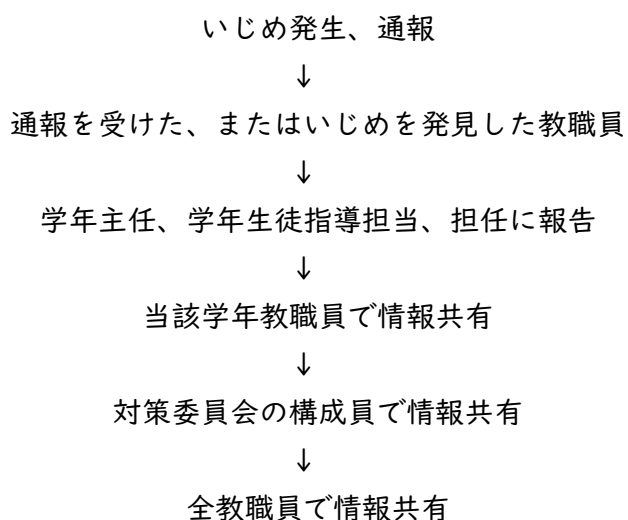 いじめ発生、通報
↓
通報を受けた、またはいじめを発見した教職員
↓
学年主任、学年生徒指導担当、担任に報告
↓
当該学年教職員で情報共有
↓
対策委員会の構成員で情報共有
↓
全教職員で情報共有